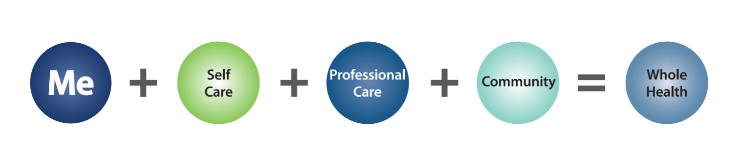 Me + Self Care + Professional Care + Community = Whole Health